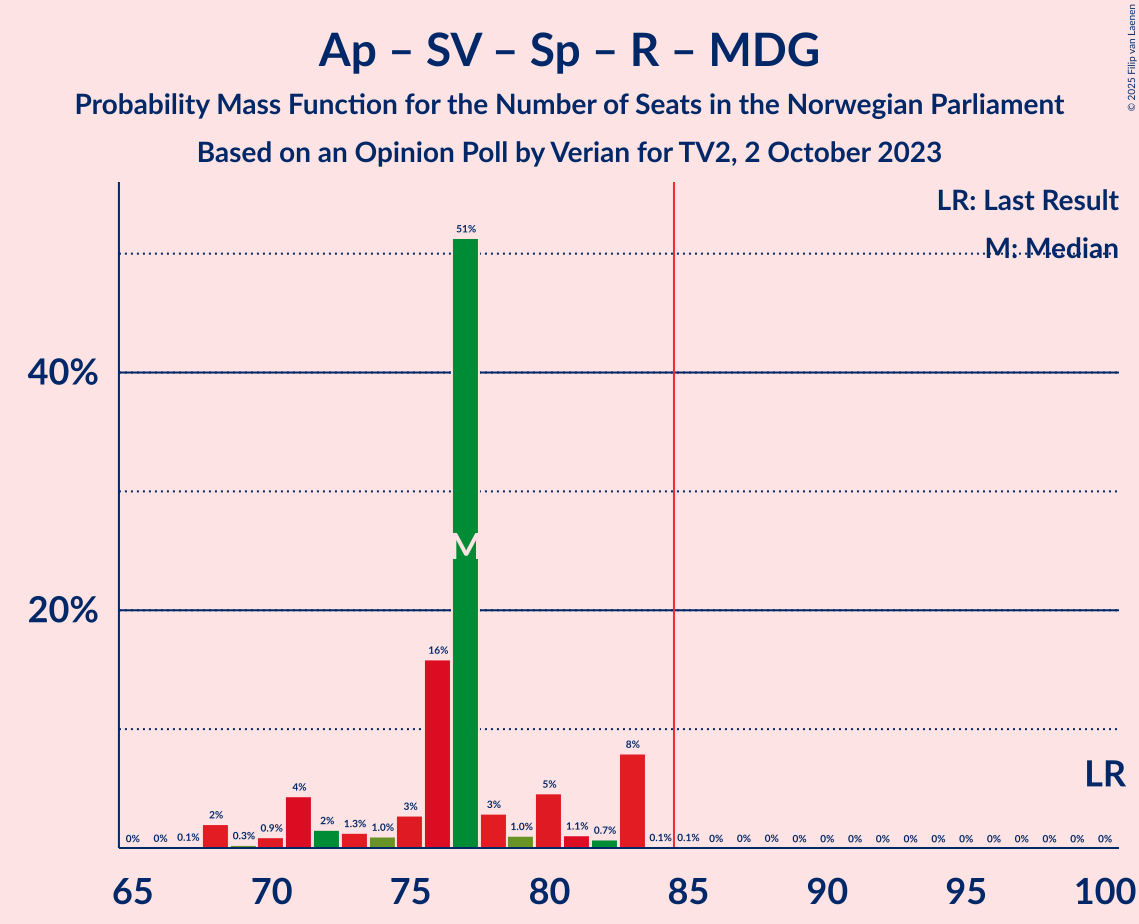 Ap – SV – Sp – R – MDG
Probability Mass Function for the Number of Seats in the Norwegian Parliament
Based on an Opinion Poll by Verian for TV2, 2 October 2023
© 2025 Filip van Laenen
LR: Last Result
M: Median
40%
20%
51%
M
16%
8%
LR
0% 0% 0.1% 2% 0.3% 0.9% 4% 2% 1.3% 1.0% 3% 3% 1.0% 5% 1.1% 0.7% 0.1% 0.1% 0% 0% 0% 0% 0% 0% 0% 0% 0% 0% 0% 0% 0% 0% 0%
65 70 75 80 85 90 95 100